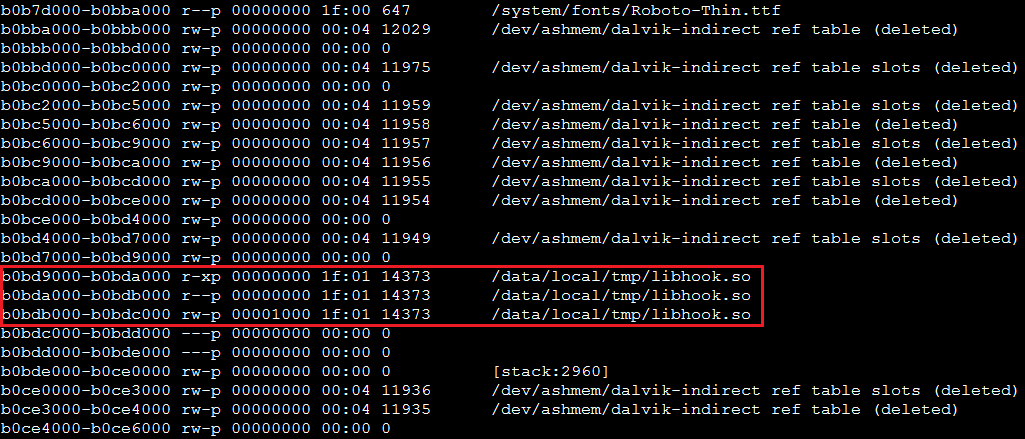 b0b7d000-b0bba000 r--p 00000000 1f:00 647 /system/fonts/Roboto-Thin.ttf
b0bba000-b0bbb000 rw-p 00000000 00:04 12029 /dev/ashmem/dalvik-indirect ref table (deleted)
b0bbb000-b0bbd000 rw-p 00000000 00:00 0
b0bbd000-b0bc0000 rw-p 00000000 00:04 11975 /dev/ashmem/dalvik-indirect ref table slots (deleted)
b0bc0000-b0bc2000 rw-p 00000000 00:00 0
b0bc2000-b0bc5000 rw-p 00000000 00:04 11959 /dev/ashmem/dalvik-indirect ref table slots (deleted)
b0bc5000-b0bc6000 rw-p 00000000 00:04 11958 /dev/ashmem/dalvik-indirect ref table (deleted)
b0bc6000-b0bc9000 rw-p 00000000 00:04 11957 /dev/ashmem/dalvik-indirect ref table slots (deleted)
b0bc9000-b0bca000 rw-p 00000000 00:04 11956 /dev/ashmem/dalvik-indirect ref table (deleted)
b0bca000-b0bcd000 rw-p 00000000 00:04 11955 /dev/ashmem/dalvik-indirect ref table slots (deleted)
b0bcd000-b0bce000 rw-p 00000000 00:04 11954 /dev/ashmem/dalvik-indirect ref table (deleted)
b0bce000-b0bd4000 rw-p 00000000 00:00 0
b0bd4000-b0bd7000 rw-p 00000000 00:04 11949 /dev/ashmem/dalvik-indirect ref table slots (deleted)
b0bd7000-b0bd9000 rw-p 00000000 00:00 0
b0bd9000-b0bda000 r-xp 00000000 1f:01 14373 /data/local/tmp/libhook.so
b0bda000-b0bdb000 r--p 00000000 1f:01 14373 /data/local/tmp/libhook.so
b0bdb000-b0bdc000 rw-p 00001000 1f:01 14373 /data/local/tmp/libhook.so
b0bdc000-b0bdd000 ---p 00000000 00:00 0
b0bdd000-b0bde000 ---p 00000000 00:00 0
b0bde000-b0ce0000 rw-p 00000000 00:00 0 [stack:2960]
b0ce0000-b0ce3000 rw-p 00000000 00:04 11936 /dev/ashmem/dalvik-indirect ref table slots (deleted)
b0ce3000-b0ce4000 rw-p 00000000 00:04 11935 /dev/ashmem/dalvik-indirect ref table (deleted)
b0ce4000-b0ce6000 rw-p 00000000 00:00 0